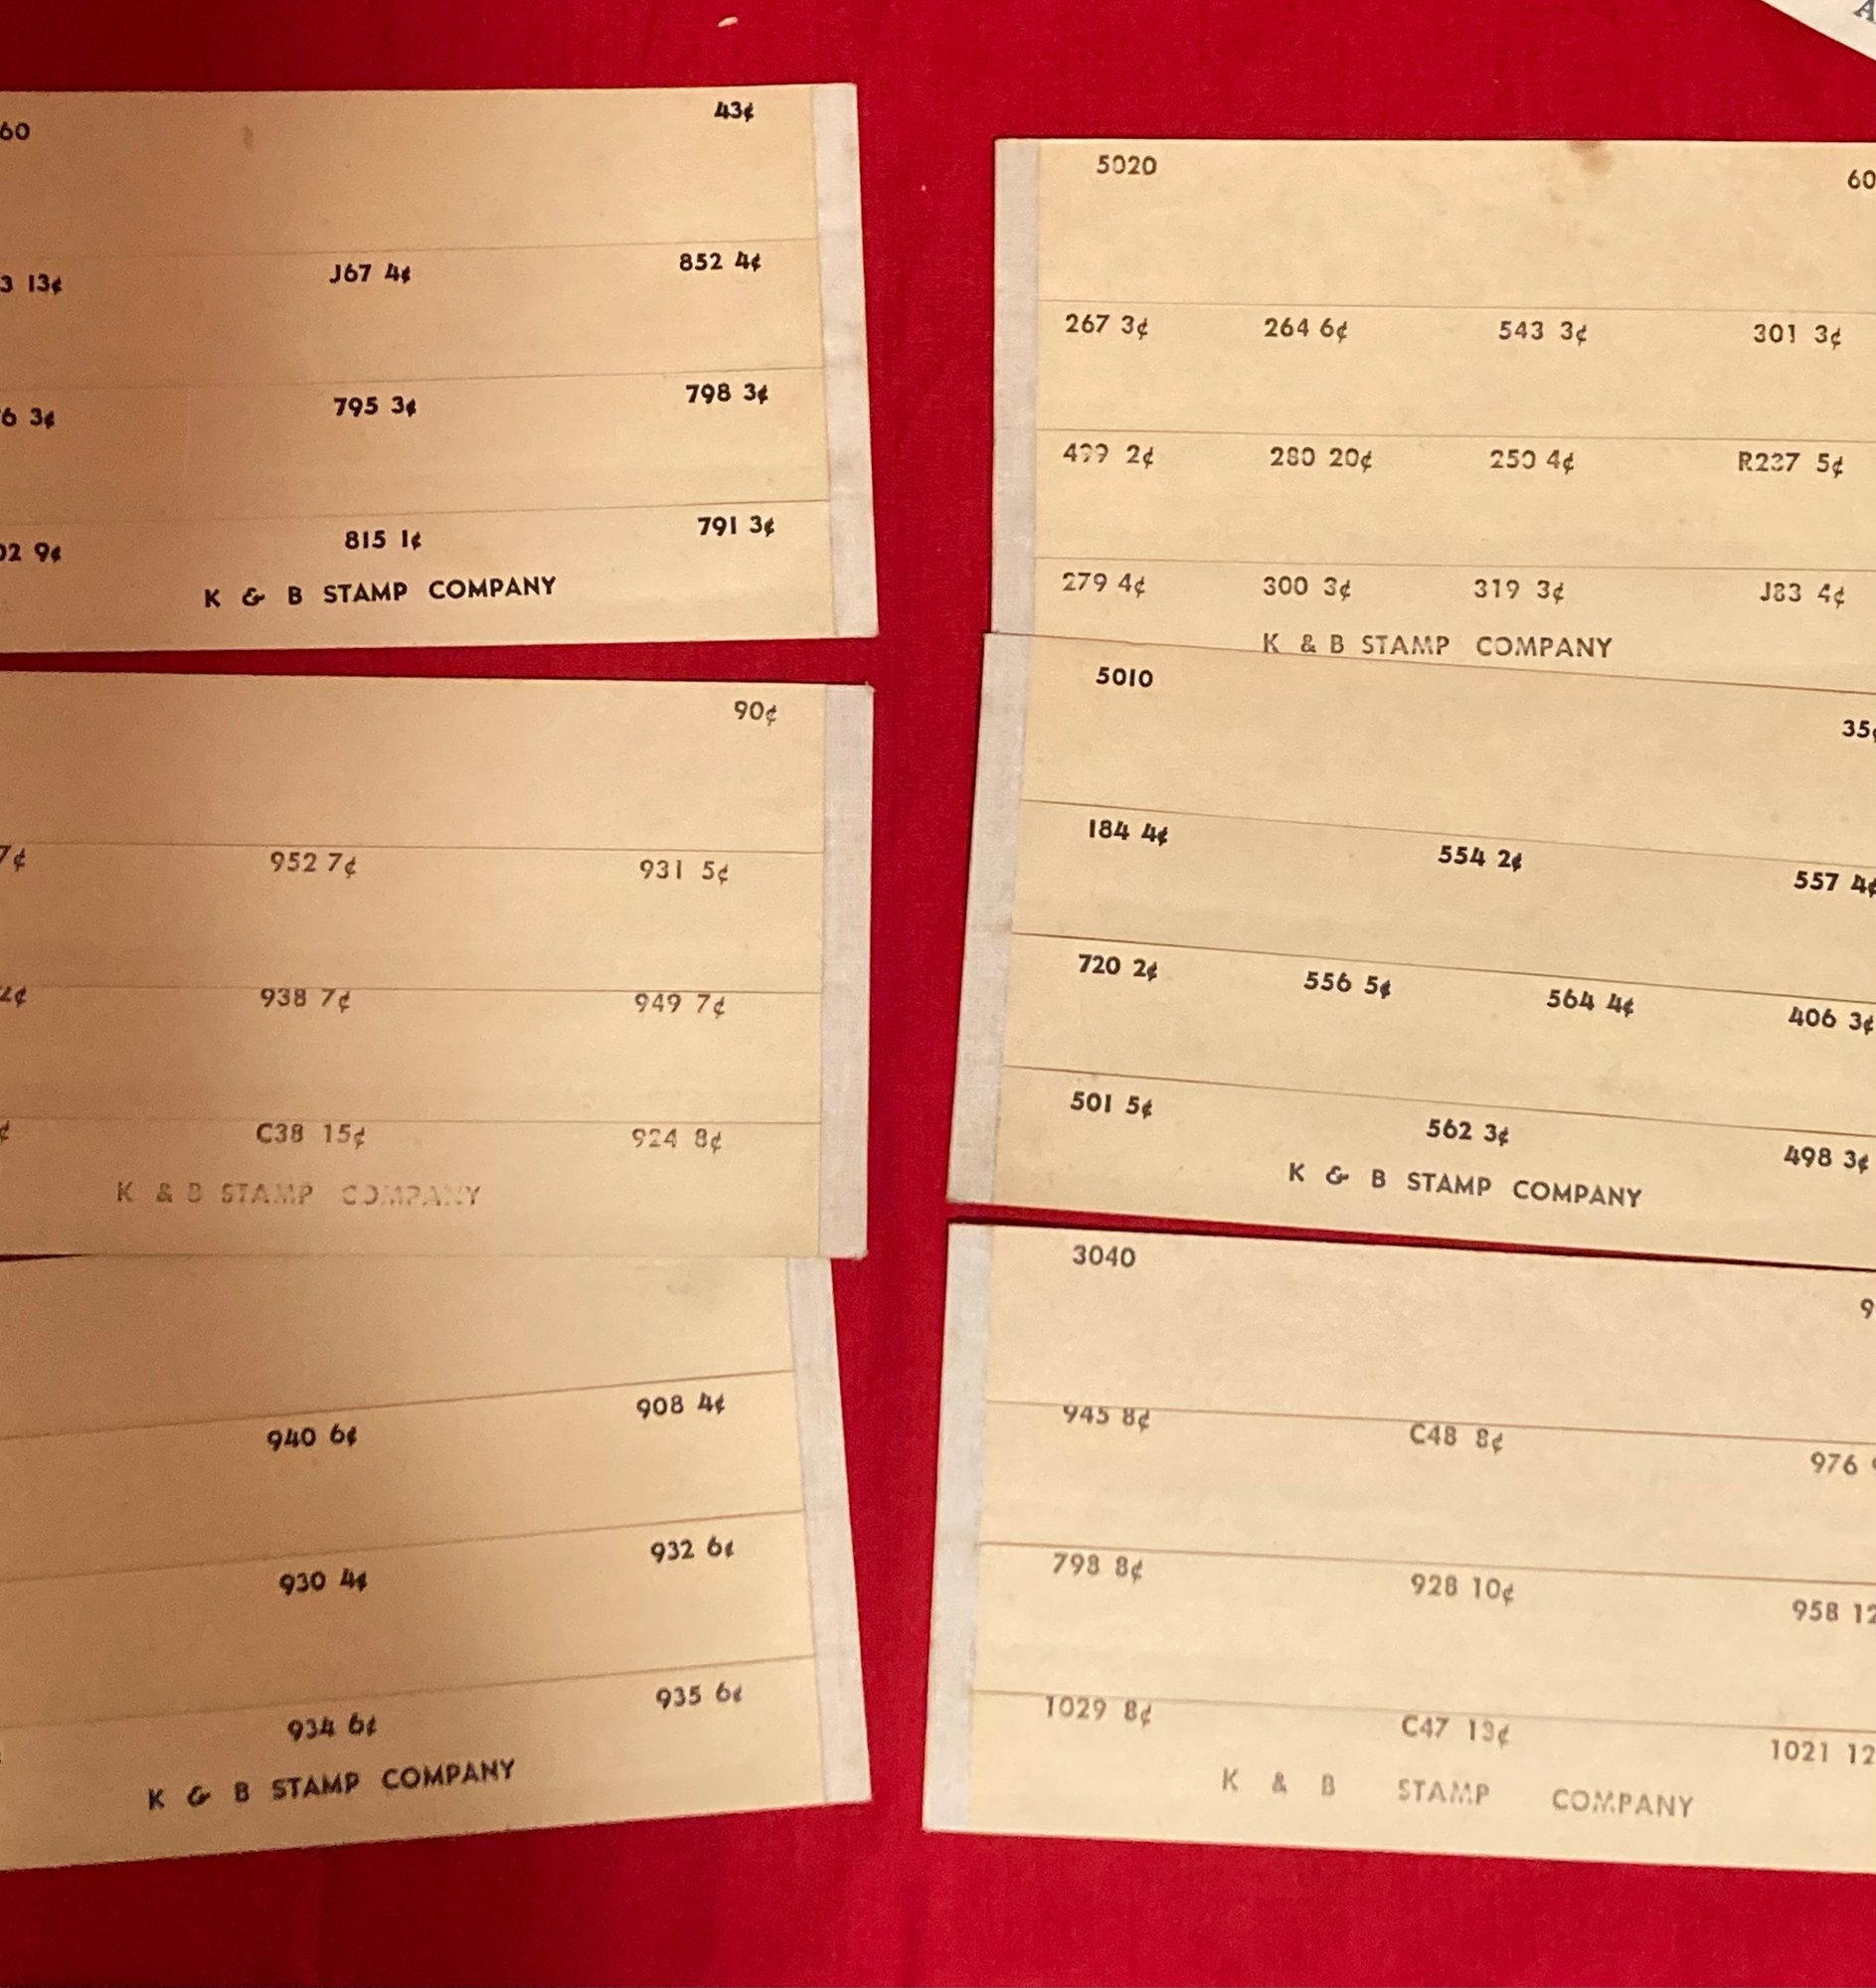 60 43¢
3 13¢ J67 4¢ 852 4¢
6 3¢ 795 3¢ 798 3¢
02 9¢ 815 1¢ 791 3¢
K & B STAMP COMPANY
90¢
7¢ 952 7¢ 931 5¢
2¢ 938 7¢ 949 7¢
¢ C38 15¢ 924 8¢
K & B STAMP COMPANY
940 6¢ 908 4¢
930 4¢ 932 6¢
934 6¢ 935 6¢
K & B STAMP COMPANY
A
5020 60
267 3¢ 264 6¢ 543 3¢ 301 3¢
499 2¢ 280 20¢ 250 4¢ R237 5¢
279 4¢ 300 3¢ 319 3¢ J83 4¢
K & B STAMP COMPANY
5010 35¢
184 4¢ 554 2¢ 557 4¢
720 2¢ 556 5¢ 564 4¢ 406 3¢
501 5¢ 562 3¢ 498 3¢
K & B STAMP COMPANY
3040 9
945 8¢ C48 8¢ 976
798 8¢ 928 10¢ 958 12
1029 8¢ C47 13¢ 1021 12
K & B STAMP COMPANY